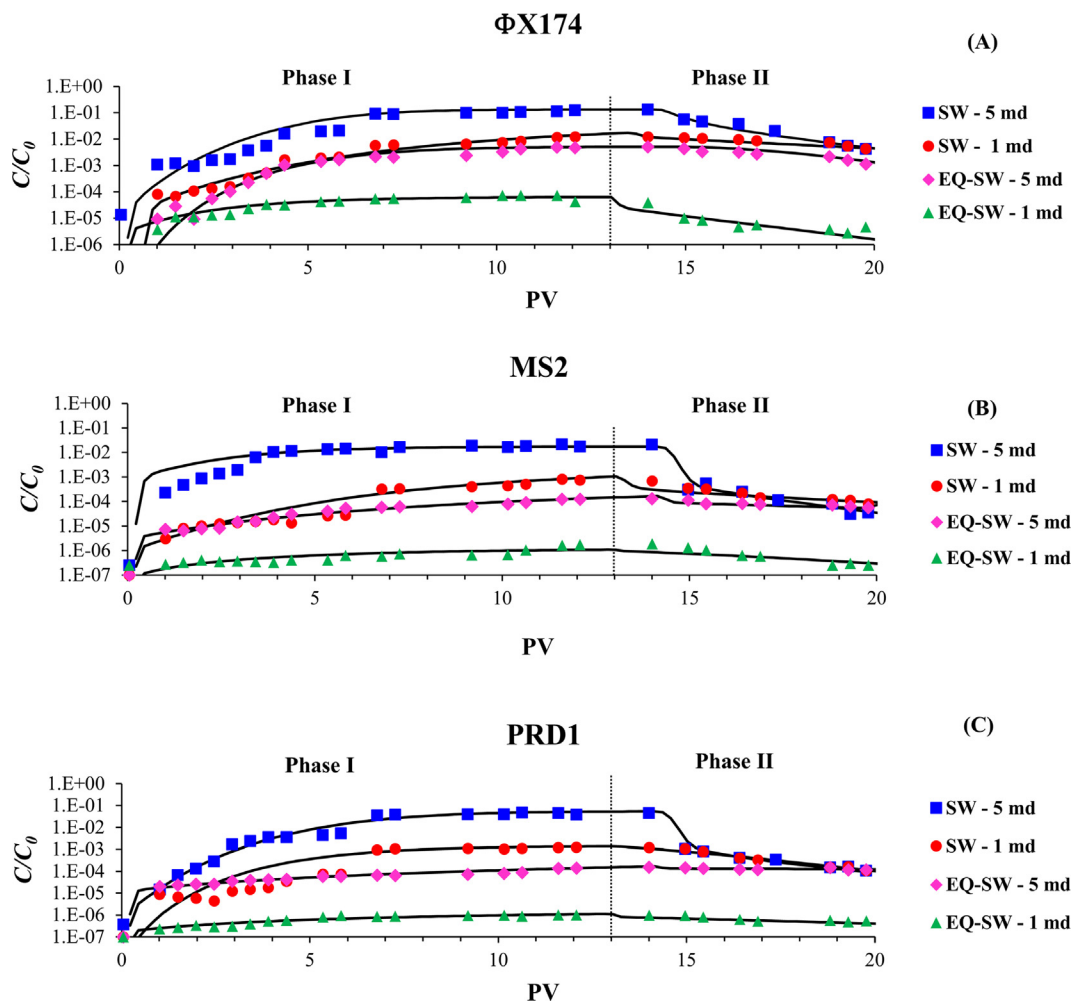 ΦX174
(A)
Phase I
Phase II
1.E+00
1.E-01
1.E-02
1.E-03
1.E-04
1.E-05
1.E-06
C/C0
0
5
10
15
20
PV
SW - 5 md
SW - 1 md
EQ-SW - 5 md
EQ-SW - 1 md
MS2
(B)
Phase I
Phase II
1.E+00
1.E-01
1.E-02
1.E-03
1.E-04
1.E-05
1.E-06
1.E-07
C/C0
0
5
10
15
20
PV
SW - 5 md
SW - 1 md
EQ-SW - 5 md
EQ-SW - 1 md
PRD1
(C)
Phase I
Phase II
1.E+00
1.E-01
1.E-02
1.E-03
1.E-04
1.E-05
1.E-06
1.E-07
C/C0
0
5
10
15
20
PV
SW - 5 md
SW - 1 md
EQ-SW - 5 md
EQ-SW - 1 md